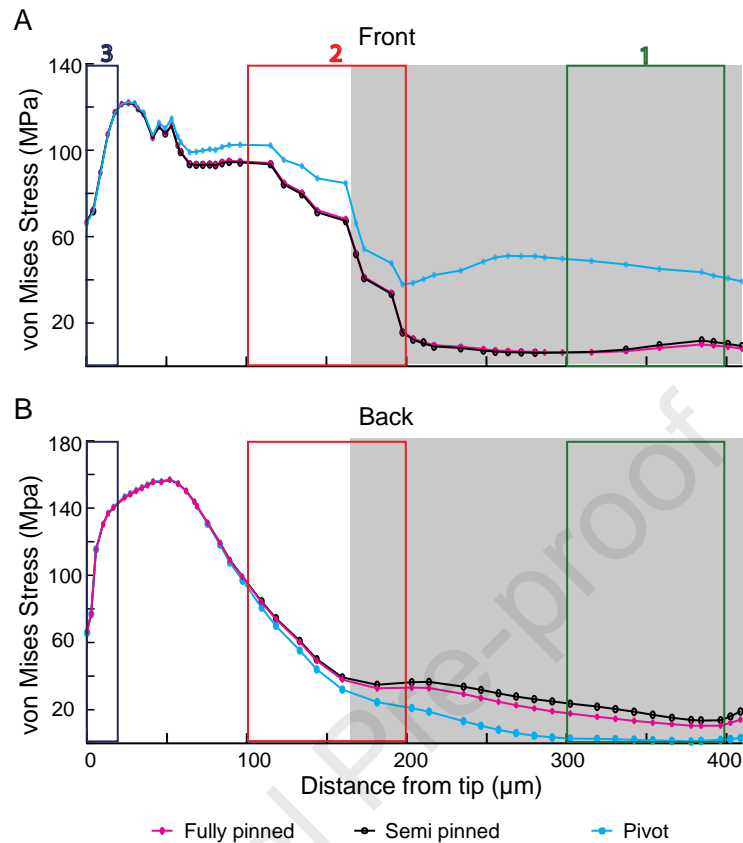 A
Front
3
2
1
140
100
60
20
von Mises Stress (MPa)
B
Back
180
140
100
60
20
von Mises Stress (Mpa)
0
100
200
300
400
Distance from tip (µm)
Fully pinned
Semi pinned
Pivot
l Pre-proof